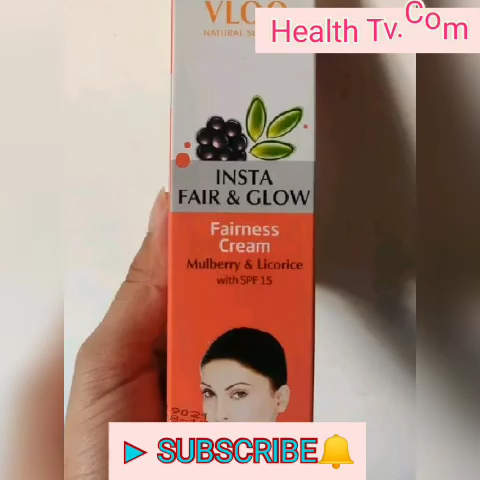 Health Tv.Com
INSTA
FAIR & GLOW
Fairness
Cream
Mulberry & Licorice
with SPF 15
SUBSCRIBE